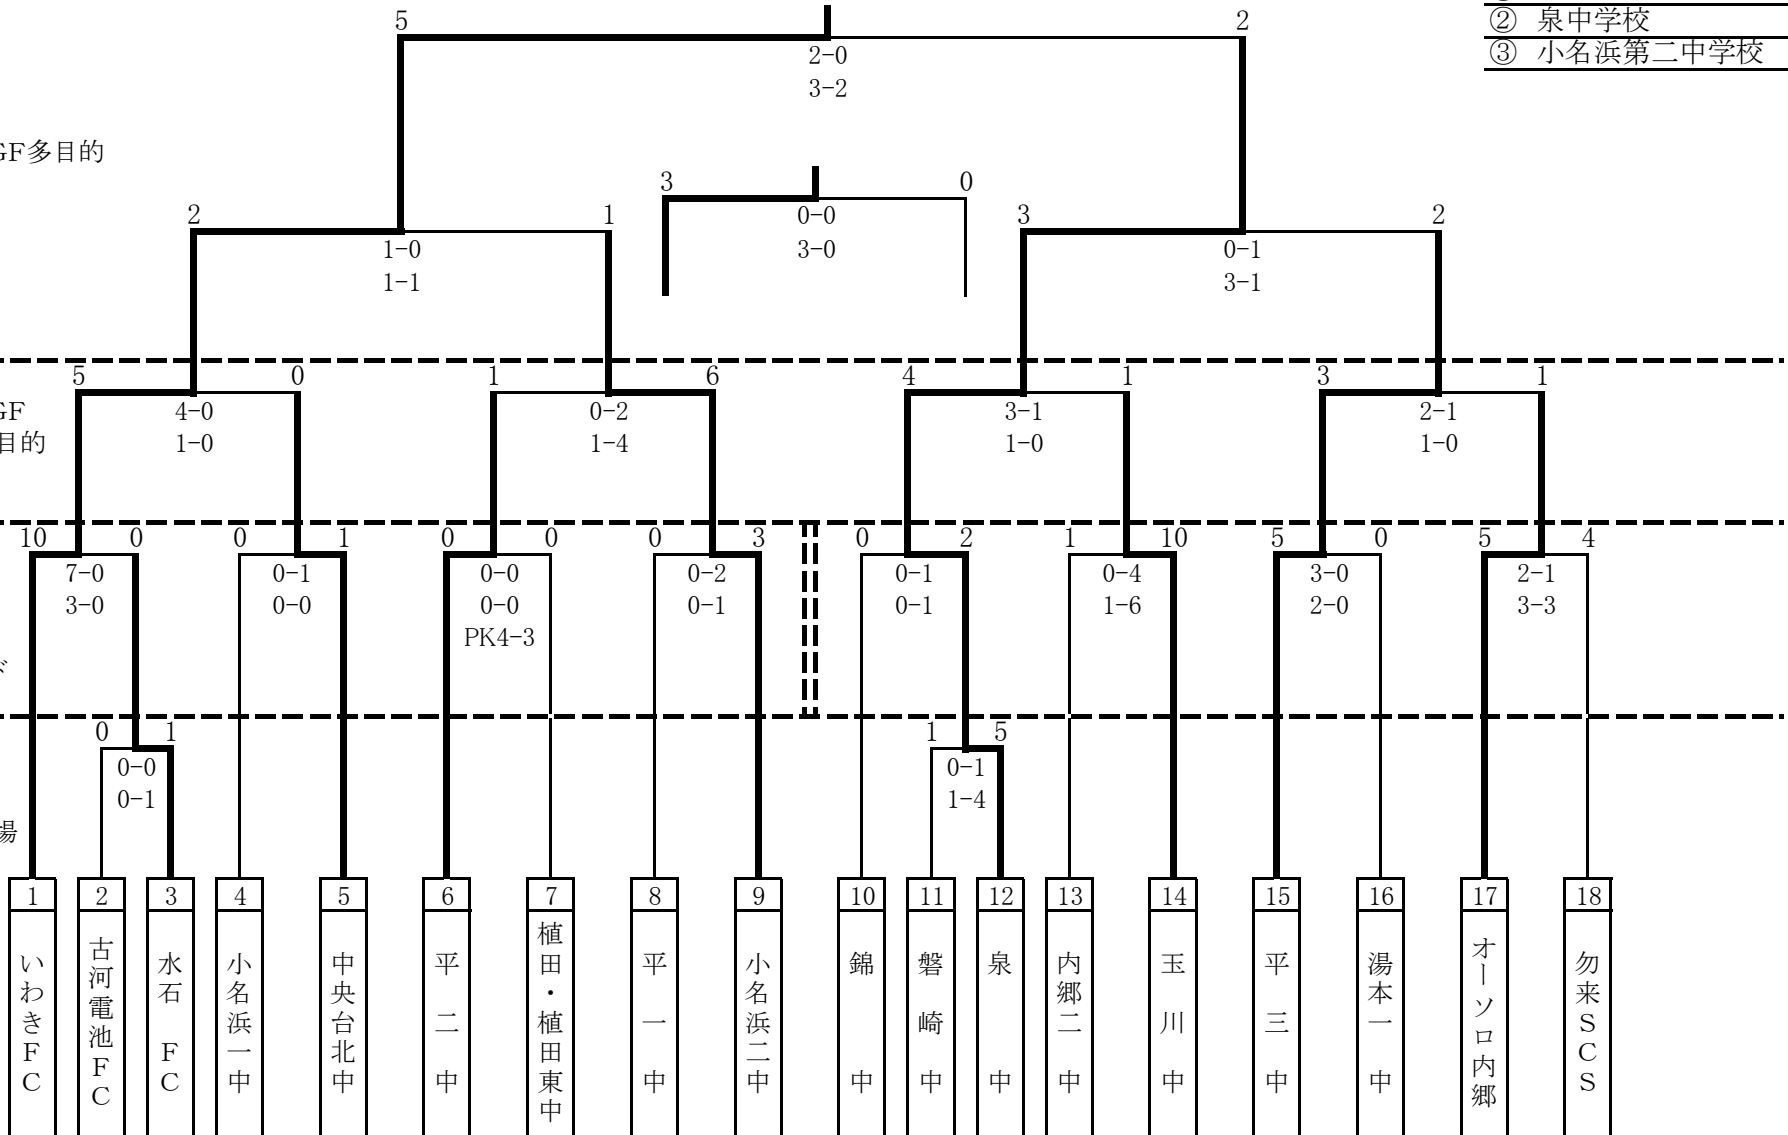 ② 泉中学校
③ 小名浜第二中学校
5 2
2-0
3-2
GF多目的
3 0
0-0
3-0
2 1 3 2
1-0 0-1
1-1 3-1
5 0 1 6 4 1 3 1
GF 4-0 0-2 3-1 2-1
目的 1-0 1-4 1-0 1-0
10 0 0 1 0 0 0 3 0 2 1 10 5 0 5 4
7-0 0-1 0-0 0-2 0-1 0-4 3-0 2-1
3-0 0-0 0-0 0-1 0-1 1-6 2-0 3-3
PK4-3
0 1 1 5
0-0 0-1
0-1 1-4
場
1 2 3 4 5 6 7 8 9 10 11 12 13 14 15 16 17 18
いわきFC
古河電池FC
水石 FC
小名浜一中
中央台北中
平二中
植田・植田東中
平一中
小名浜二中
錦中
磐崎中
泉中
内郷二中
玉川中
平三中
湯本一中
オーソロ内郷
勿来SCS